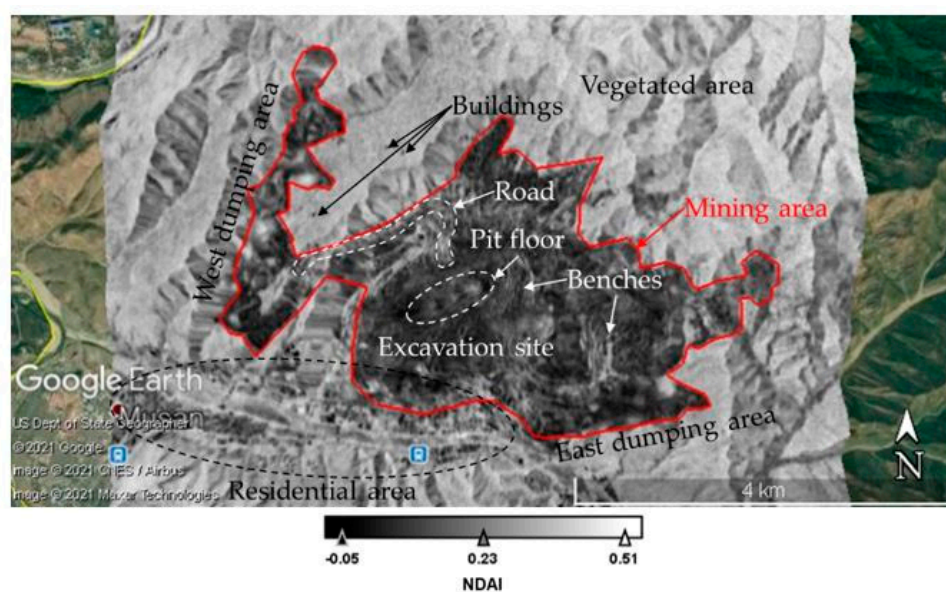 Vegetated area
Buildings
West dumping area
Road
Mining area
Pit floor
Benches
Excavation site
Google Earth
Musan
US Dept of State Geographer
©2021 Google
Image © 2021 CNES / Airbus
Image © 2021 Maxar Technologies
East dumping area
Residential area
4 km
N
-0.05 0.23 0.51
NDAI